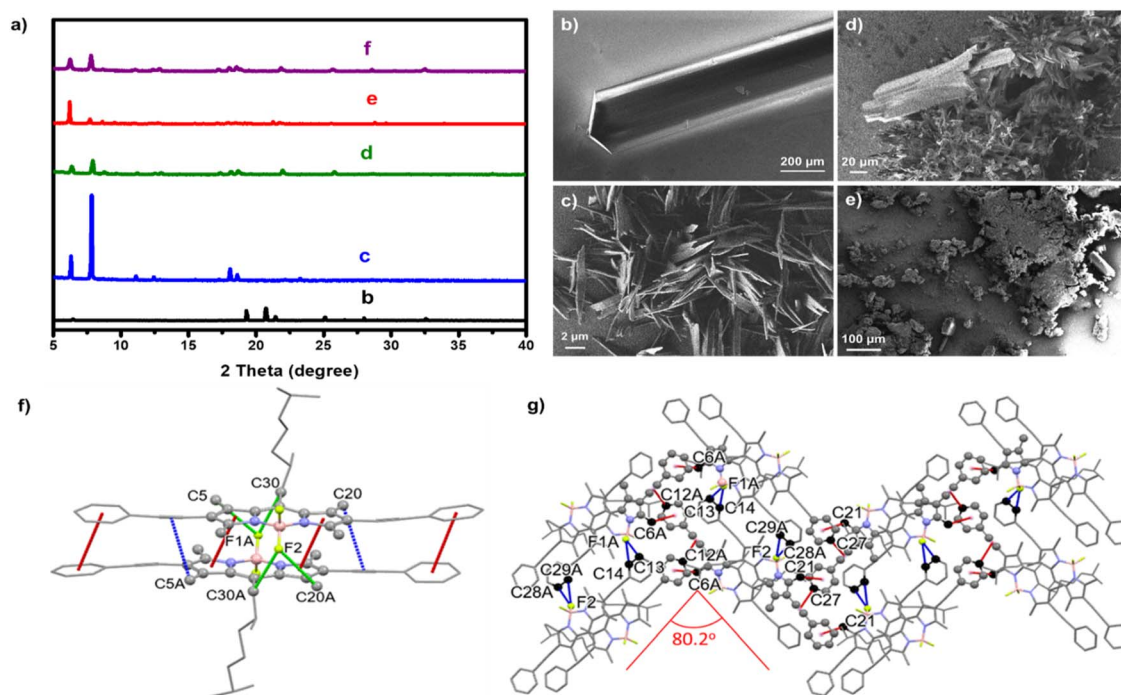 a)
f
e
d
c
b
5 10 15 20 25 30 35 40
2 Theta (degree)
b)
200 µm
d)
20 µm
c)
2 µm
e)
100 µm
f)
C5
C30
C20
F1A
F2
C5A
C30A
C20A
g)
C6A
F1A
C12A
C13
C14
C6A
F1A
C29A
C21
F2
C28A
C27
C12A
C21
C14
C13
C29A
C6A
C27
C28A
F2
C21
80.2°